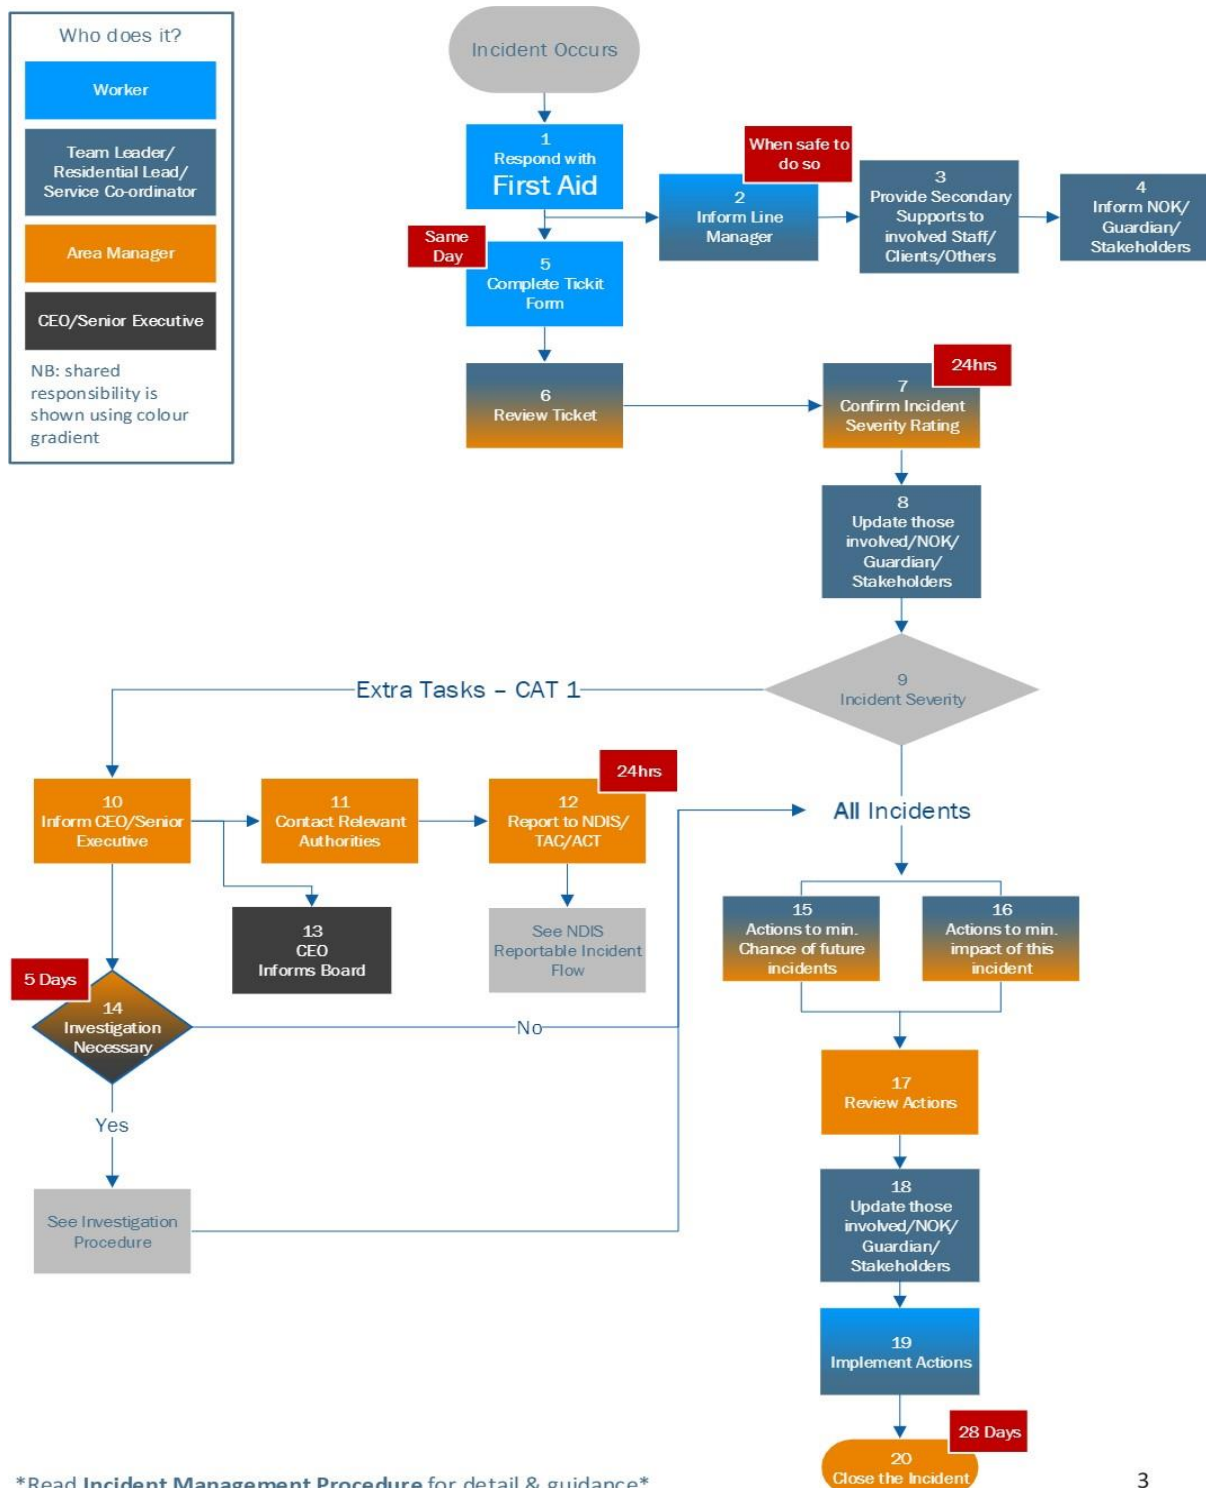 Who does it?
Worker
Team Leader/
Residential Lead/
Service Co-ordinator
Area Manager
CEO/Senior Executive
NB: shared
responsibility is
shown using colour
gradient
Incident Occurs
1
Respond with
First Aid
When safe to
do so
2
Inform Line
Manager
3
Provide Secondary
Supports to
involved Staff/
Clients/Others
4
Inform NOK/
Guardian/
Stakeholders
Same
Day
5
Complete Tickit
Form
6
Review Ticket
24hrs
7
Confirm Incident
Severity Rating
8
Update those
involved/NOK/
Guardian/
Stakeholders
9
Incident Severity
Extra Tasks – CAT 1
All Incidents
10
Inform CEO/Senior
Executive
11
Contact Relevant
Authorities
24hrs
12
Report to NDIS/
TAC/ACT
13
CEO
Informs Board
See NDIS
Reportable Incident
Flow
5 Days
14
Investigation
Necessary
No
Yes
See Investigation
Procedure
15
Actions to min.
Chance of future
incidents
16
Actions to min.
impact of this
incident
17
Review Actions
18
Update those
involved/NOK/
Guardian/
Stakeholders
19
Implement Actions
28 Days
20
Close the Incident
*Read Incident Management Procedure for detail & guidance*
3